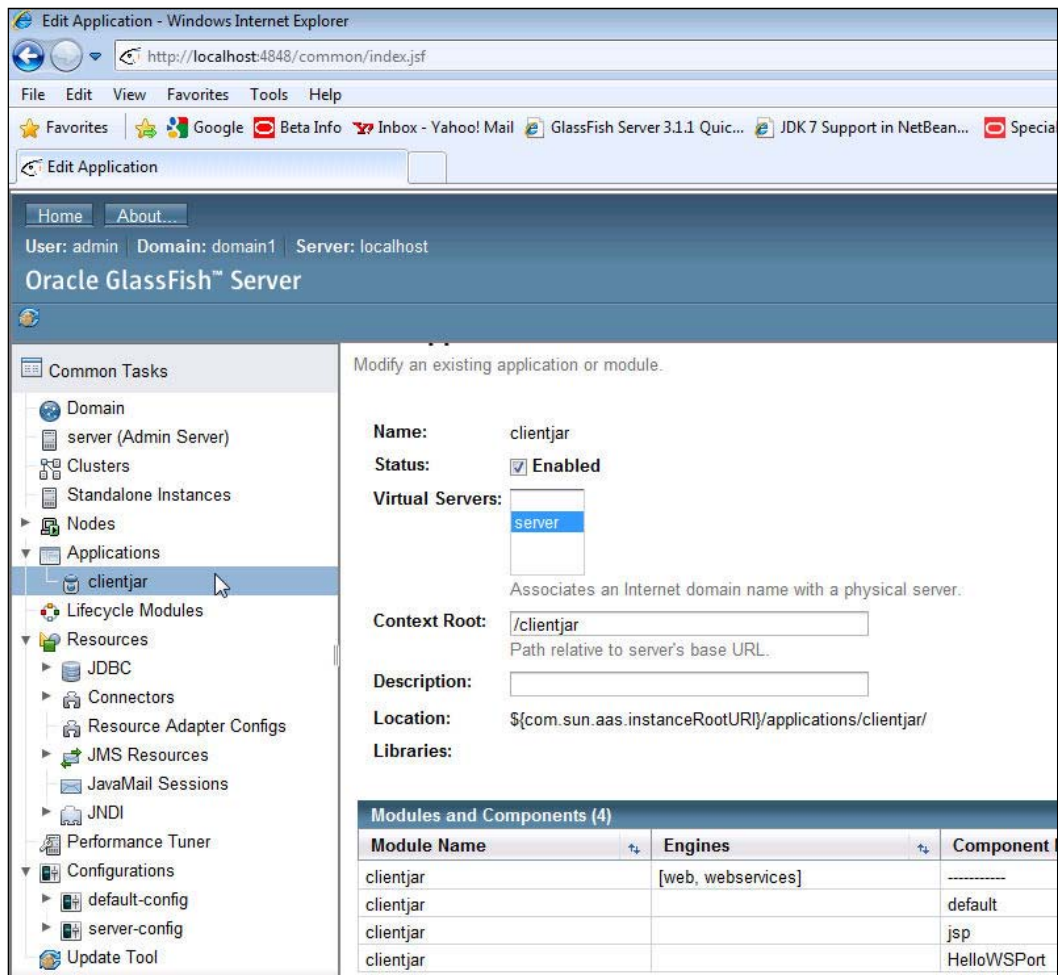 Edit Application - Windows Internet Explorer
http://localhost:4848/common/index.jsf
File Edit View Favorites Tools Help
Favorites Google Beta Info Inbox - Yahoo! Mail GlassFish Server 3.1.1 Quic... JDK 7 Support in NetBean... Special
Edit Application
Home About...
User: admin Domain: domain1 Server: localhost
Oracle GlassFish™ Server
Common Tasks
Domain
server (Admin Server)
Clusters
Standalone Instances
Nodes
Applications
clientjar
Lifecycle Modules
Resources
JDBC
Connectors
Resource Adapter Configs
JMS Resources
JavaMail Sessions
JNDI
Performance Tuner
Configurations
default-config
server-config
Update Tool
Modify an existing application or module.
Name: clientjar
Status: Enabled
Virtual Servers:
server
Associates an Internet domain name with a physical server.
Context Root: /clientjar
Path relative to server's base URL.
Description:
Location: ${com.sun.aas.instanceRootURI}/applications/clientjar/
Libraries:
Modules and Components (4)
Module Name Engines Component
clientjar [web, webservices] -----------
clientjar default
clientjar jsp
clientjar HelloWSPort